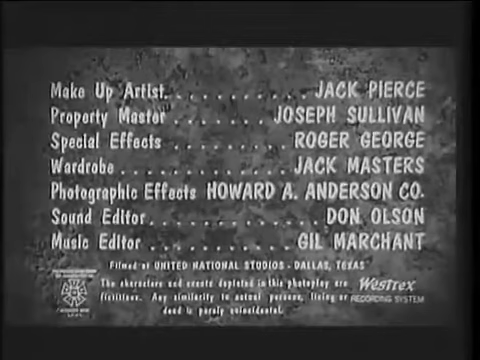 Make Up Artist. . . . . . . . . . . JACK PIERCE
Property Master . . . . . . . JOSEPH SULLIVAN
Special Effects . . . . . . . . . ROGER GEORGE
Wardrobe . . . . . . . . . . . . . JACK MASTERS
Photographic Effects HOWARD A. ANDERSON CO.
Sound Editor. . . . . . . . . . . . . DON OLSON
Music Editor . . . . . . . . . . GIL MARCHANT
Filmed at UNITED NATIONAL STUDIOS - DALLAS, TEXAS
The characters and events depicted in this photoplay are
fictitious. Any similarity to actual persons, living or
dead is purely coincidental.
Westrex
RECORDING SYSTEM